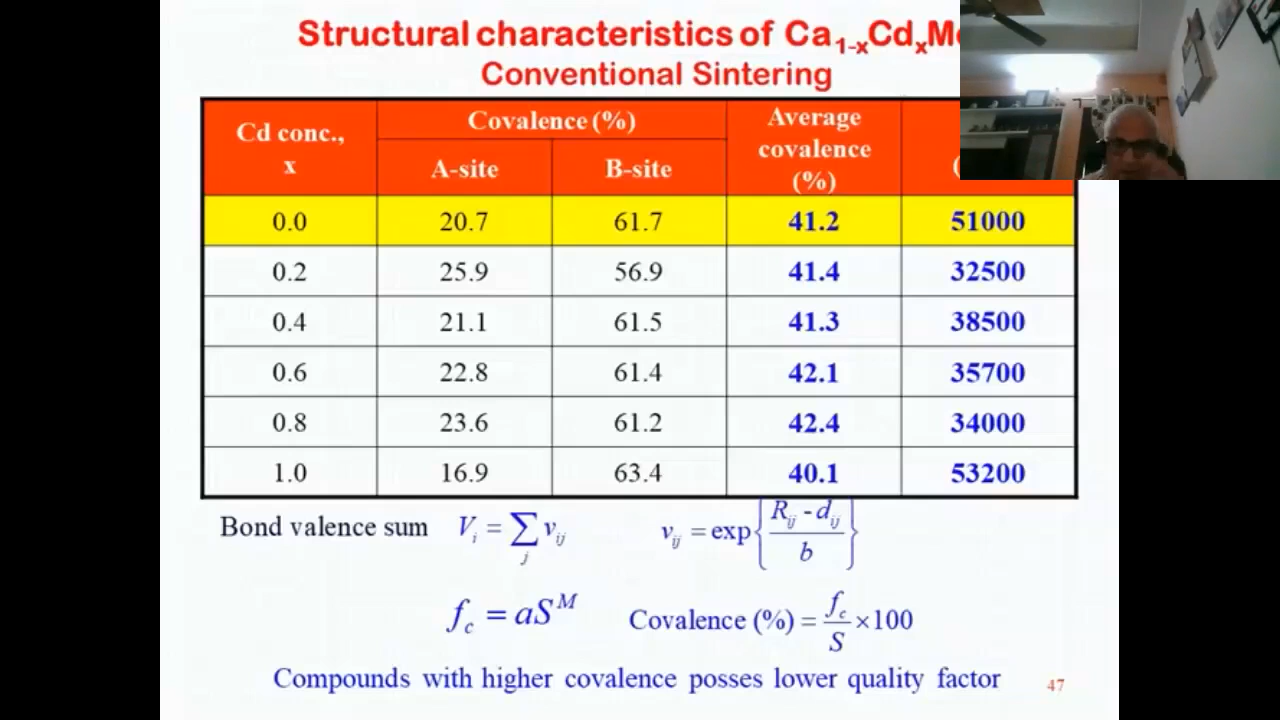 Structural characteristics of Ca1-xCdxM
Conventional Sintering
Cd conc., x
Covalence (%)
A-site
B-site
Average covalence (%)
0.0 20.7 61.7 41.2 51000
0.2 25.9 56.9 41.4 32500
0.4 21.1 61.5 41.3 38500
0.6 22.8 61.4 42.1 35700
0.8 23.6 61.2 42.4 34000
1.0 16.9 63.4 40.1 53200
Bond valence sum V_i = ∑_j v_ij v_ij = exp{(R_ij - d_ij)/b}
f_c = aS^M Covalence (%) = f_c/S ×100
Compounds with higher covalence posses lower quality factor 47